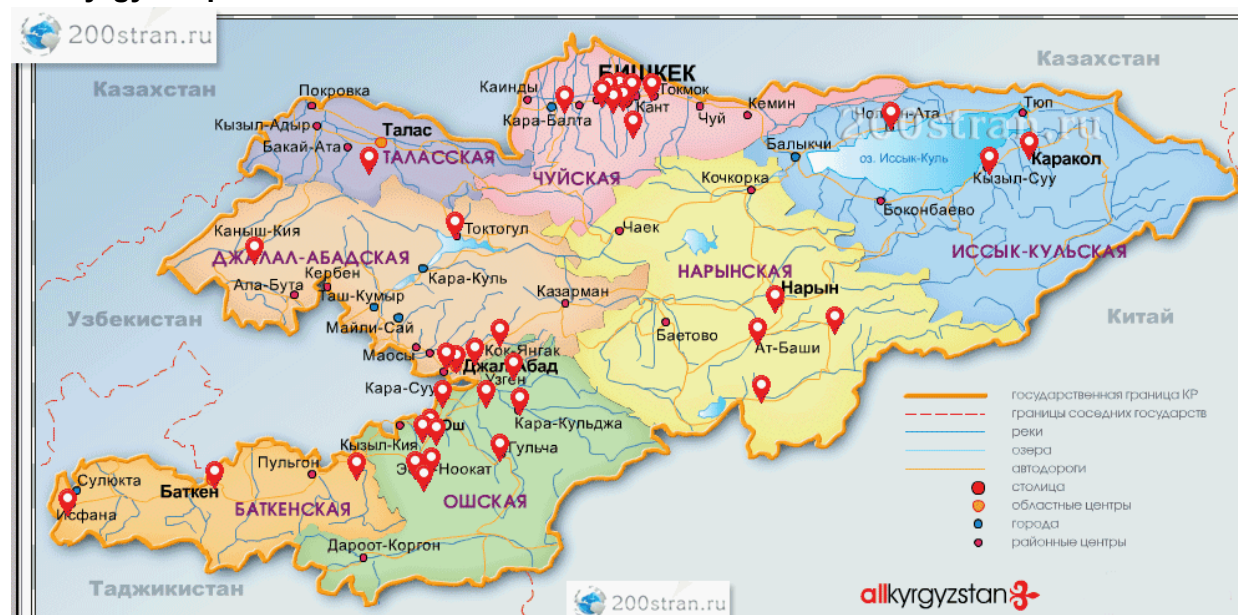 200stran.ru
Казахстан
Казахстан
БИШКЕК
Каинды
Токмок
Покровка
Кант
Кара-Балта
Чуй
Кемин
Тюп
200stran.ru
Кызыл-Адыр
Талас
Бакай-Ата
ТАЛАССКАЯ
Балыкчи
оз. Иссык-Куль
Каракол
ЧУЙСКАЯ
Кочкорка
Кызыл-Суу
Боконбаево
Каныш-Кия
Токтогул
Чаек
ИССЫК-КУЛЬСКАЯ
ДЖАЛАЛ-АБАДСКАЯ
Кербен
Кара-Куль
НАРЫНСКАЯ
Ала-Бута
Таш-Кумыр
Казарман
Нарын
Узбекистан
Майли-Сай
Баетово
Китай
Ат-Баши
Маосы
Кок-Янгак
Кара-Суу
Узген
Кара-Кульджа
Ош
Кызыл-Кия
Гульча
Ноокат
Пульгон
Сулюкта
Баткен
БАТКЕНСКАЯ
ОШСКАЯ
Исфана
Дароот-Коргон
Таджикистан
государственная граница КР
границы соседних государств
реки
озера
автодороги
столица
областные центры
города
районные центры
allkyrgyzstan
200stran.ru